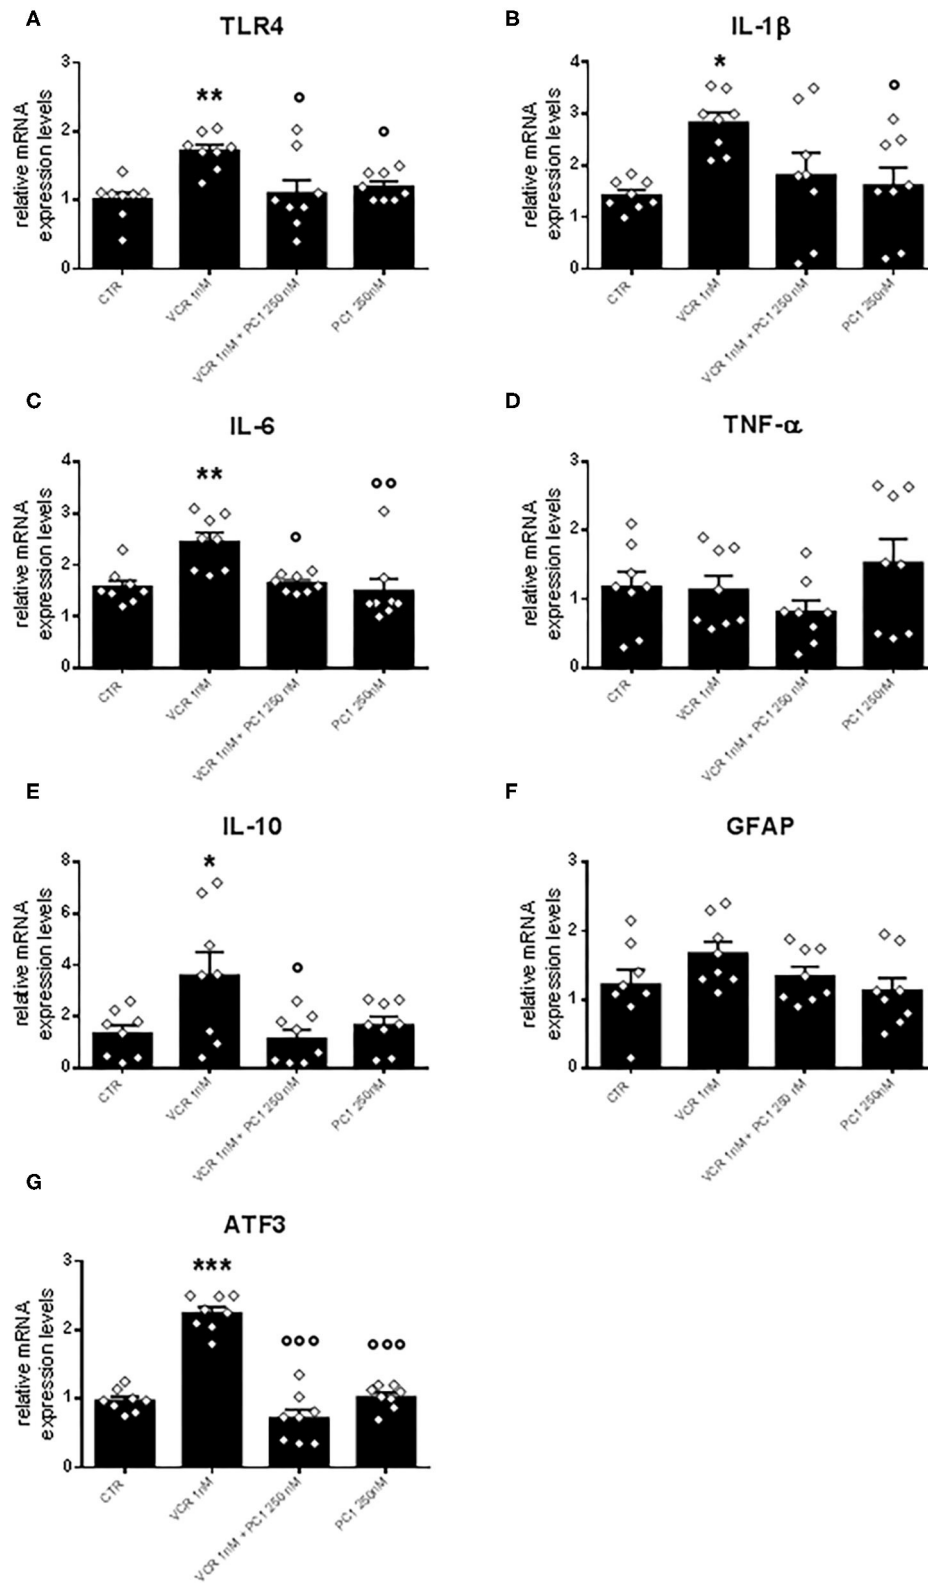 A
TLR4
relative mRNA
expression levels
3
2
1
0
**
CTR
VCR 1nM
VCR 1nM + PC1 250 nM
PC1 250nM
B
IL-1β
relative mRNA
expression levels
4
3
2
1
0
*
CTR
VCR 1nM
VCR 1nM + PC1 250 nM
PC1 250nM
C
IL-6
relative mRNA
expression levels
4
3
2
1
0
**
CTR
VCR 1nM
VCR 1nM + PC1 250 nM
PC1 250nM
D
TNF-α
relative mRNA
expression levels
3
2
1
0
CTR
VCR 1nM
VCR 1nM + PC1 250 nM
PC1 250nM
E
IL-10
relative mRNA
expression levels
8
6
4
2
0
*
CTR
VCR 1nM
VCR 1nM + PC1 250 nM
PC1 250nM
F
GFAP
relative mRNA
expression levels
3
2
1
0
CTR
VCR 1nM
VCR 1nM + PC1 250 nM
PC1 250nM
G
ATF3
relative mRNA
expression levels
3
2
1
0
***
CTR
VCR 1nM
VCR 1nM + PC1 250 nM
PC1 250nM